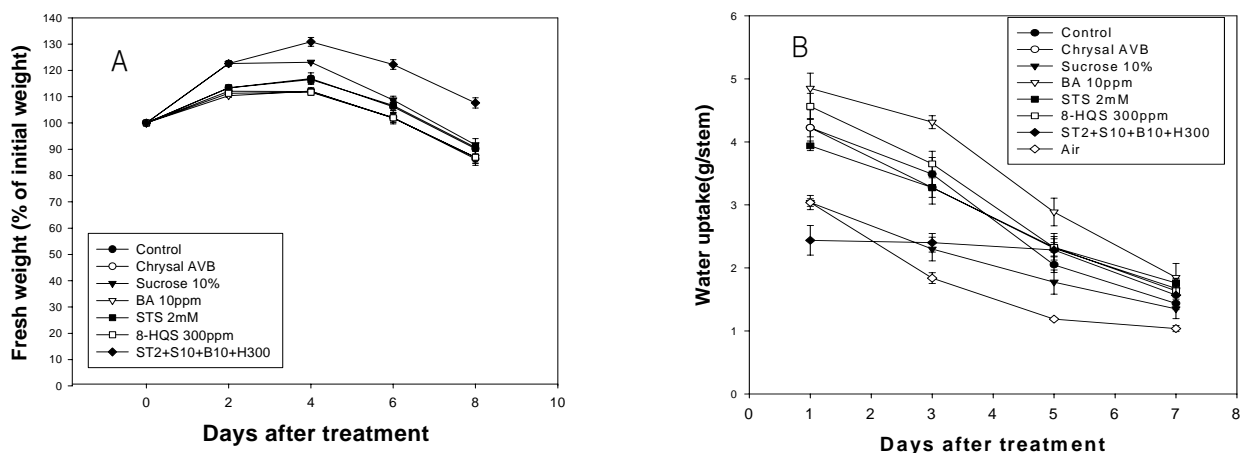 A
Fresh weight (% of initial weight)
140
130
120
110
100
90
80
70
60
50
40
30
20
10
0
Control
Chrysal AVB
Sucrose 10%
BA 10ppm
STS 2mM
8-HQS 300ppm
ST2+S10+B10+H300
0 2 4 6 8 10
Days after treatment
B
Water uptake(g/stem)
6
5
4
3
2
1
0
Control
Chrysal AVB
Sucrose 10%
BA 10ppm
STS 2mM
8-HQS 300ppm
ST2+S10+B10+H300
Air
0 1 2 3 4 5 6 7 8
Days after treatment